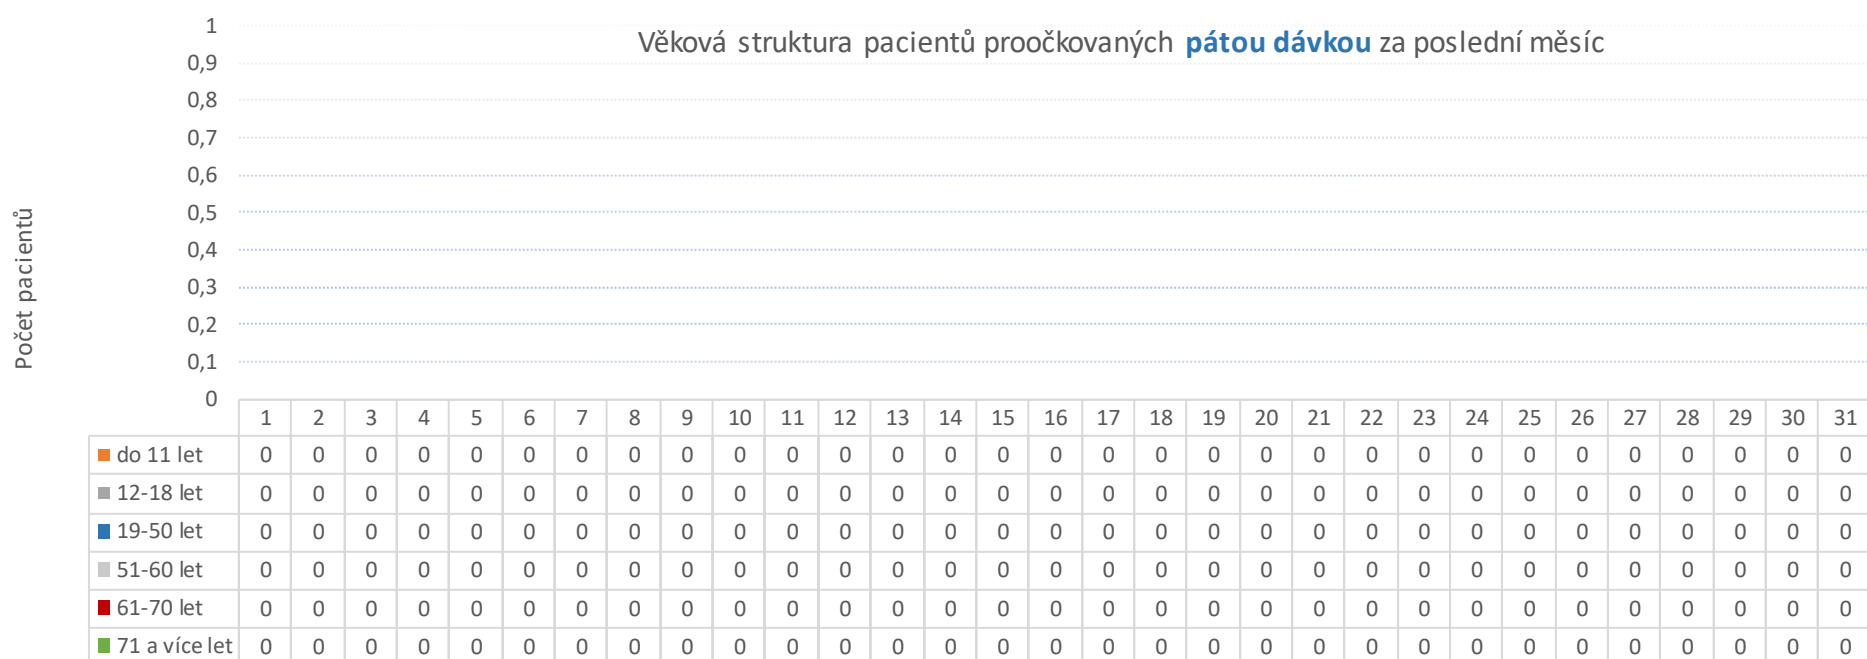 Věková struktura pacientů proočkovaných pátou dávkou za poslední měsíc
Počet pacientů
1
0,9
0,8
0,7
0,6
0,5
0,4
0,3
0,2
0,1
0
1 2 3 4 5 6 7 8 9 10 11 12 13 14 15 16 17 18 19 20 21 22 23 24 25 26 27 28 29 30 31
do 11 let 0 0 0 0 0 0 0 0 0 0 0 0 0 0 0 0 0 0 0 0 0 0 0 0 0 0 0 0 0 0 0
12-18 let 0 0 0 0 0 0 0 0 0 0 0 0 0 0 0 0 0 0 0 0 0 0 0 0 0 0 0 0 0 0 0
19-50 let 0 0 0 0 0 0 0 0 0 0 0 0 0 0 0 0 0 0 0 0 0 0 0 0 0 0 0 0 0 0 0
51-60 let 0 0 0 0 0 0 0 0 0 0 0 0 0 0 0 0 0 0 0 0 0 0 0 0 0 0 0 0 0 0 0
61-70 let 0 0 0 0 0 0 0 0 0 0 0 0 0 0 0 0 0 0 0 0 0 0 0 0 0 0 0 0 0 0 0
71 a více let 0 0 0 0 0 0 0 0 0 0 0 0 0 0 0 0 0 0 0 0 0 0 0 0 0 0 0 0 0 0 0